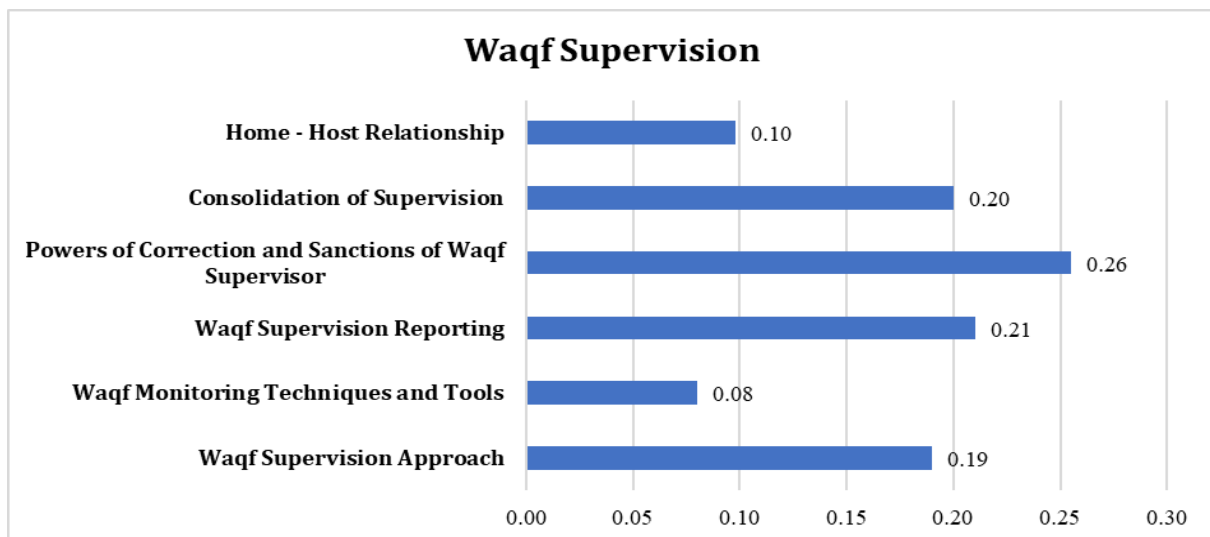 Waqf Supervision
Home - Host Relationship
0.10
Consolidation of Supervision
0.20
Powers of Correction and Sanctions of Waqf
Supervisor
0.26
Waqf Supervision Reporting
0.21
Waqf Monitoring Techniques and Tools
0.08
Waqf Supervision Approach
0.19
0.00 0.05 0.10 0.15 0.20 0.25 0.30